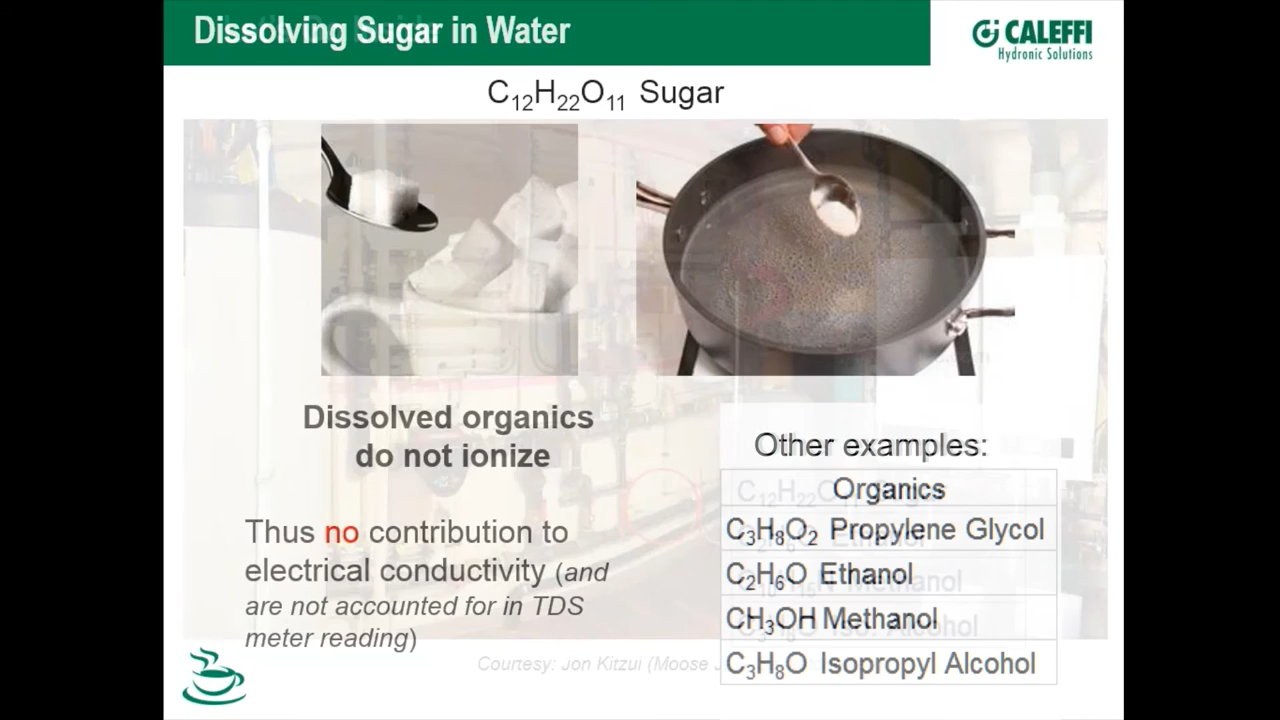 Dissolving Sugar in Water
CALEFFI
Hydronic Solutions
C₁₂H₂₂O₁₁ Sugar
Dissolved organics
do not ionize
Thus no contribution to
electrical conductivity (and
are not accounted for in TDS
meter reading)
Other examples:
Organics
C₃H₈O₂ Propylene Glycol
C₂H₆O Ethanol
CH₃OH Methanol
C₃H₈O Isopropyl Alcohol
Courtesy: Jon Kitzui (Moose